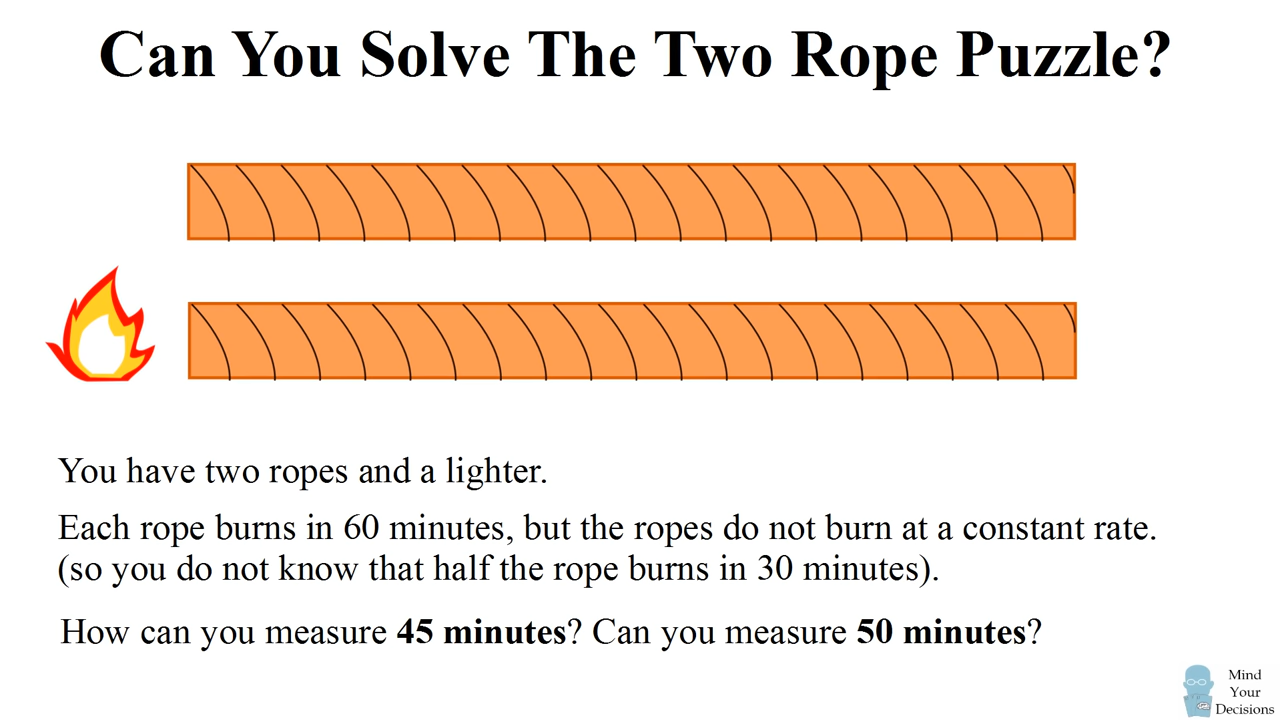 Can You Solve The Two Rope Puzzle?
You have two ropes and a lighter.
Each rope burns in 60 minutes, but the ropes do not burn at a constant rate.
(so you do not know that half the rope burns in 30 minutes).
How can you measure 45 minutes? Can you measure 50 minutes?
Mind
Your
Decisions